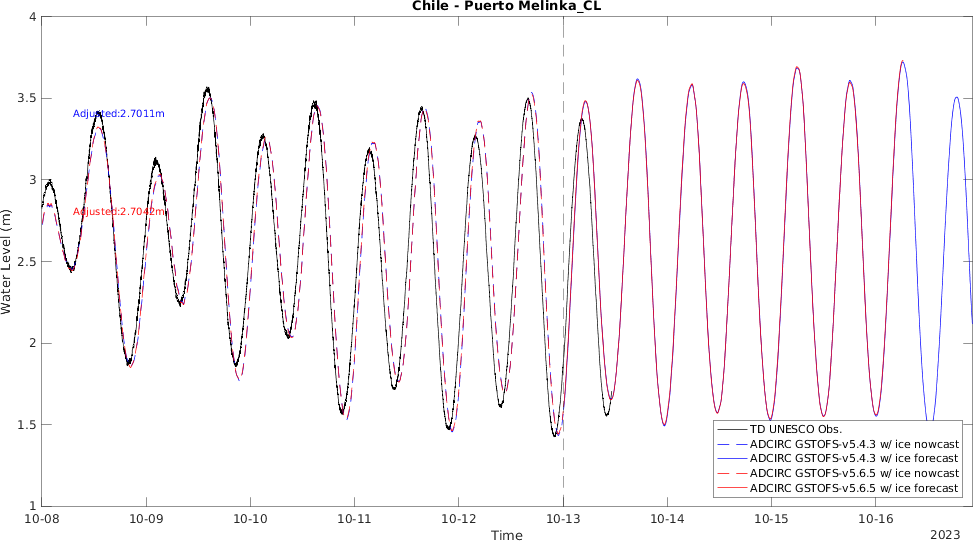 Chile - Puerto Melinka_CL
4
3.5
3
2.5
2
1.5
1
Water Level (m)
Adjusted:2.7011m
Adjusted:2.7042m
TD UNESCO Obs.
ADCIRC GSTOFS-v5.4.3 w/ ice nowcast
ADCIRC GSTOFS-v5.4.3 w/ ice forecast
ADCIRC GSTOFS-v5.6.5 w/ ice nowcast
ADCIRC GSTOFS-v5.6.5 w/ ice forecast
10-08 10-09 10-10 10-11 10-12 10-13 10-14 10-15 10-16
Time
2023